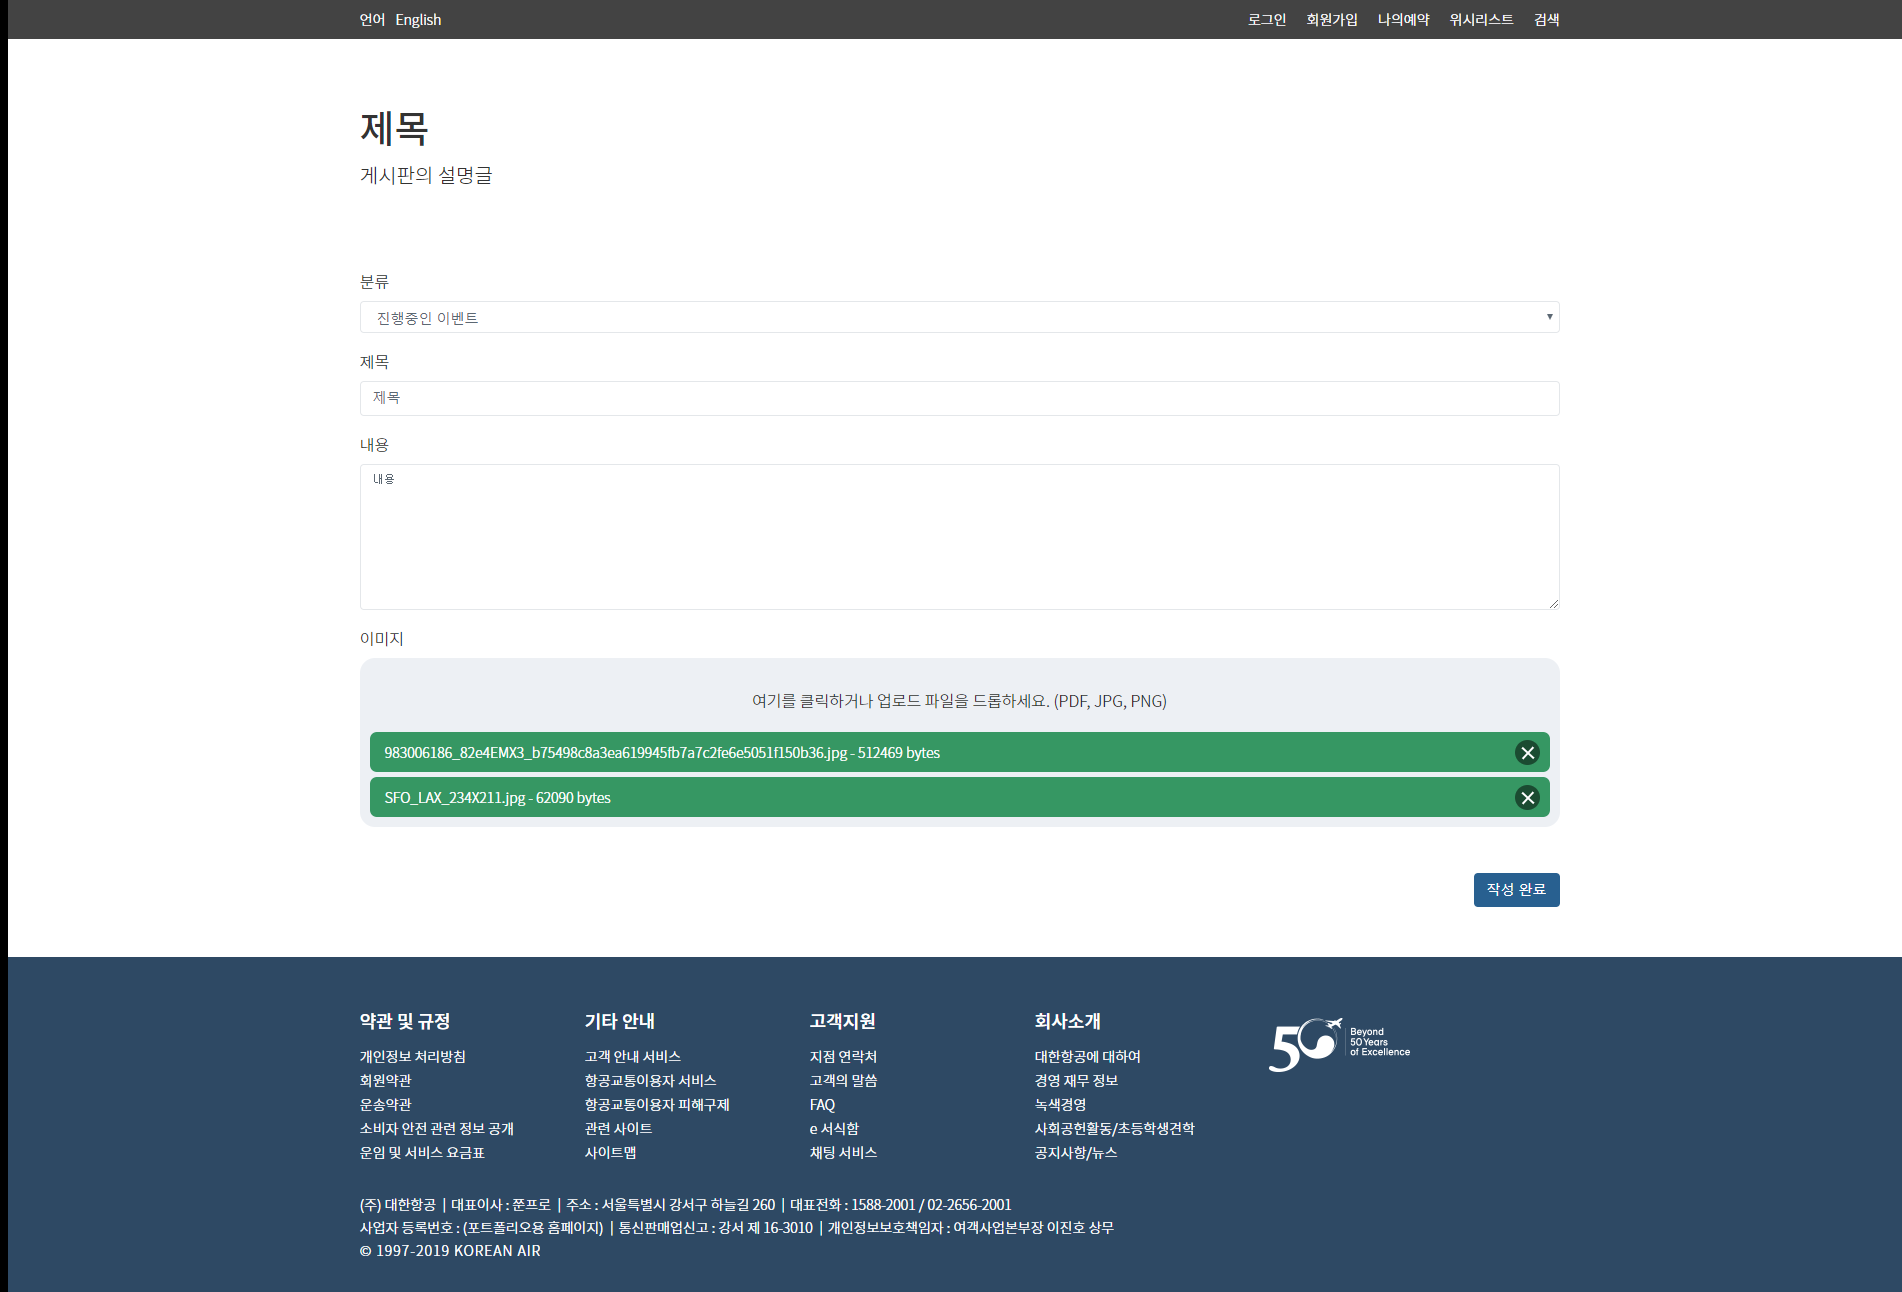 언어 English
로그인 회원가입 나의예약 위시리스트 검색
제목
게시판의 설명글
분류
진행중인 이벤트
제목
제목
내용
내용
이미지
여기를 클릭하거나 업로드 파일을 드롭하세요. (PDF, JPG, PNG)
983006186_82e4EMX3_b75498c8a3ea619945fb7a7c2fe6e5051f150b36.jpg - 512469 bytes
SFO_LAX_234X211.jpg - 62090 bytes
작성 완료
약관 및 규정
개인정보 처리방침
회원약관
운송약관
소비자 안전 관련 정보 공개
운임 및 서비스 요금표
기타 안내
고객 안내 서비스
항공교통이용자 서비스
항공교통이용자 피해구제
관련 사이트
사이트맵
고객지원
지점 연락처
고객의 말씀
FAQ
e 서식함
채팅 서비스
회사소개
대한항공에 대하여
경영 재무 정보
녹색경영
사회공헌활동/초등학생견학
공지사항/뉴스
50
Beyond
50 Years
of Excellence
(주) 대한항공 | 대표이사 : 쭌프로 | 주소 : 서울특별시 강서구 하늘길 260 | 대표전화 : 1588-2001 / 02-2656-2001
사업자 등록번호 : (포트폴리오용 홈페이지) | 통신판매업신고 : 강서 제 16-3010 | 개인정보보호책임자 : 여객사업본부장 이진호 상무
© 1997-2019 KOREAN AIR